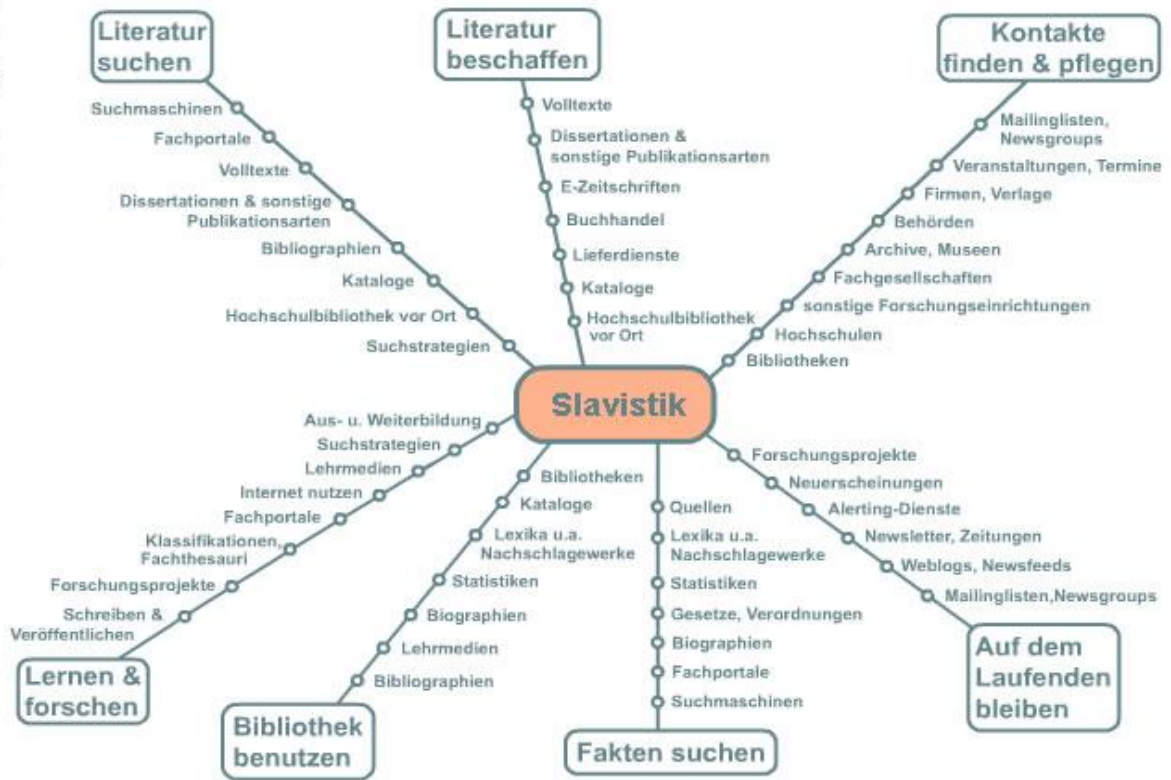 Literatur
suchen
Suchmaschinen
Fachportale
Volltexte
Dissertationen & sonstige
Publikationsarten
Bibliographien
Kataloge
Hochschulbibliothek vor Ort
Suchstrategien
Literatur
beschaffen
Volltexte
Dissertationen &
sonstige Publikationsarten
E-Zeitschriften
Buchhandel
Lieferdienste
Kataloge
Hochschulbibliothek
vor Ort
Kontakte
finden & pflegen
Mailinglisten,
Newsgroups
Veranstaltungen, Termine
Firmen, Verlage
Behörden
Archive, Museen
Fachgesellschaften
sonstige Forschungseinrichtungen
Hochschulen
Bibliotheken
Slavistik
Aus- u. Weiterbildung
Suchstrategien
Lehrmedien
Internet nutzen
Fachportale
Klassifikationen,
Fachthesauri
Forschungsprojekte
Schreiben &
Veröffentlichen
Lernen &
forschen
Bibliotheken
Kataloge
Lexika u.a.
Nachschlagewerke
Statistiken
Biographien
Lehrmedien
Bibliographien
Bibliothek
benutzen
Quellen
Lexika u.a.
Nachschlagewerke
Statistiken
Gesetze, Verordnungen
Biographien
Fachportale
Suchmaschinen
Fakten suchen
Forschungsprojekte
Neuerscheinungen
Alerting-Dienste
Newsletter, Zeitungen
Weblogs, Newsfeeds
Mailinglisten,Newsgroups
Auf dem
Laufenden
bleiben